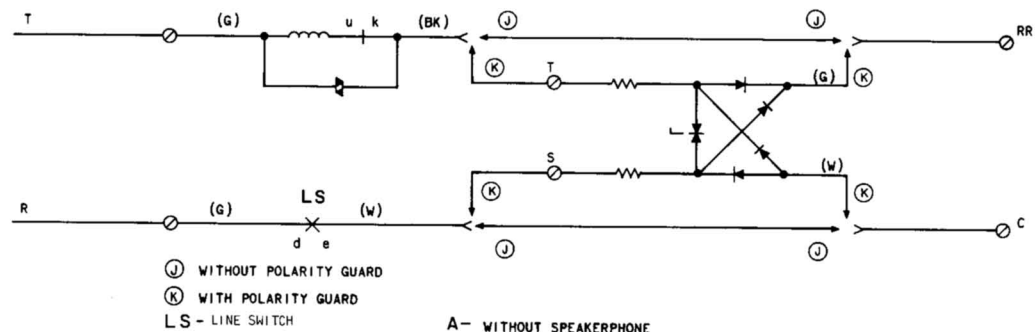 T (G) u k (BK) J J RR
K T (G) K
S (W)
K K
R (G) LS (W) C
d e J J
J WITHOUT POLARITY GUARD
K WITH POLARITY GUARD
LS - LINE SWITCH
A- WITHOUT SPEAKERPHONE